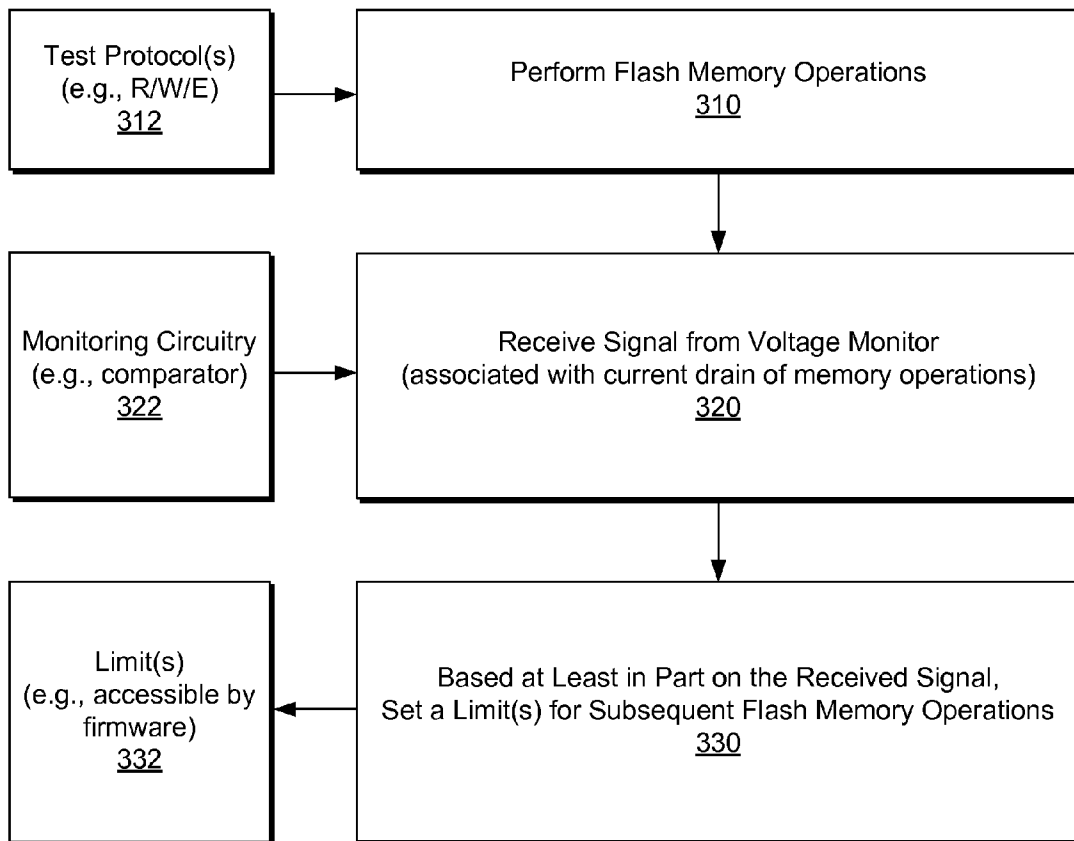 Test Protocol(s)
(e.g., R/W/E)
312
Perform Flash Memory Operations
310
Monitoring Circuitry
(e.g., comparator)
322
Receive Signal from Voltage Monitor
(associated with current drain of memory operations)
320
Limit(s)
(e.g., accessible by
firmware)
332
Based at Least in Part on the Received Signal,
Set a Limit(s) for Subsequent Flash Memory Operations
330